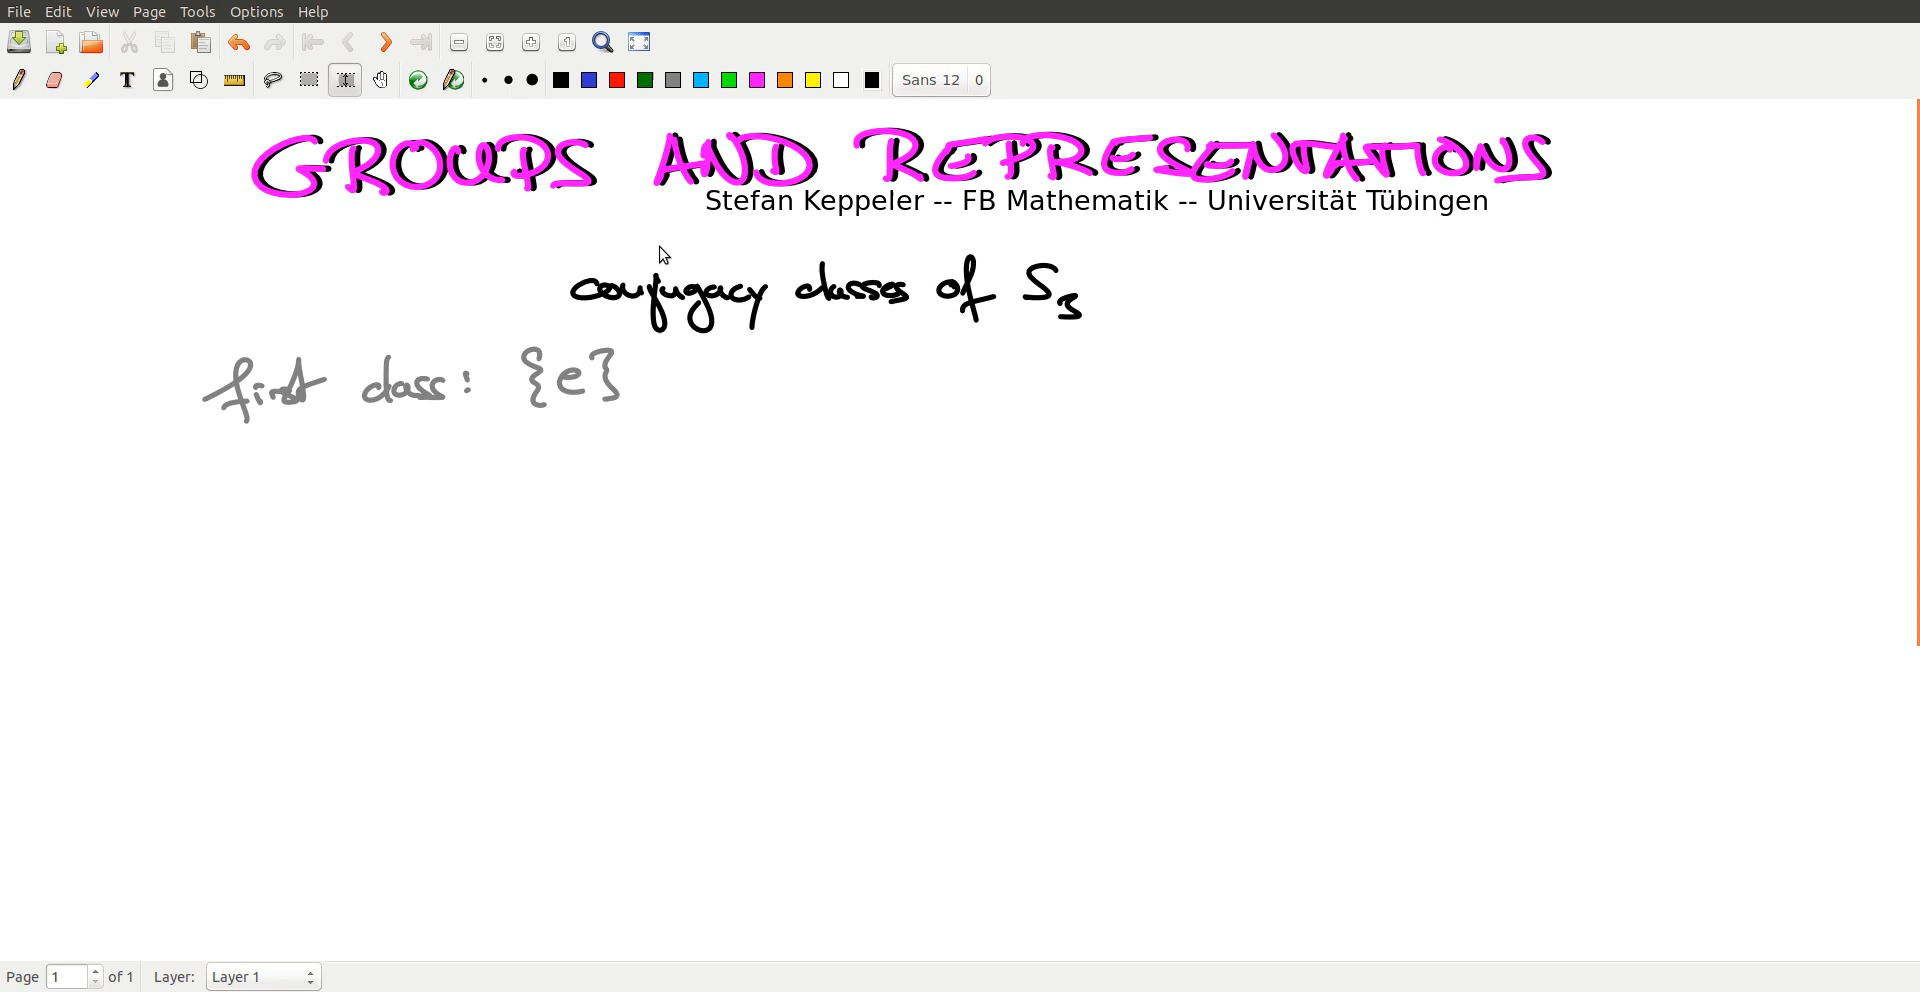 File Edit View Page Tools Options Help
Sans 12 0
GROUPS AND REPRESENTATIONS
Stefan Keppeler -- FB Mathematik -- Universität Tübingen
conjugacy classes of S₃
first class: {e}
Page 1 of 1 Layer: Layer 1